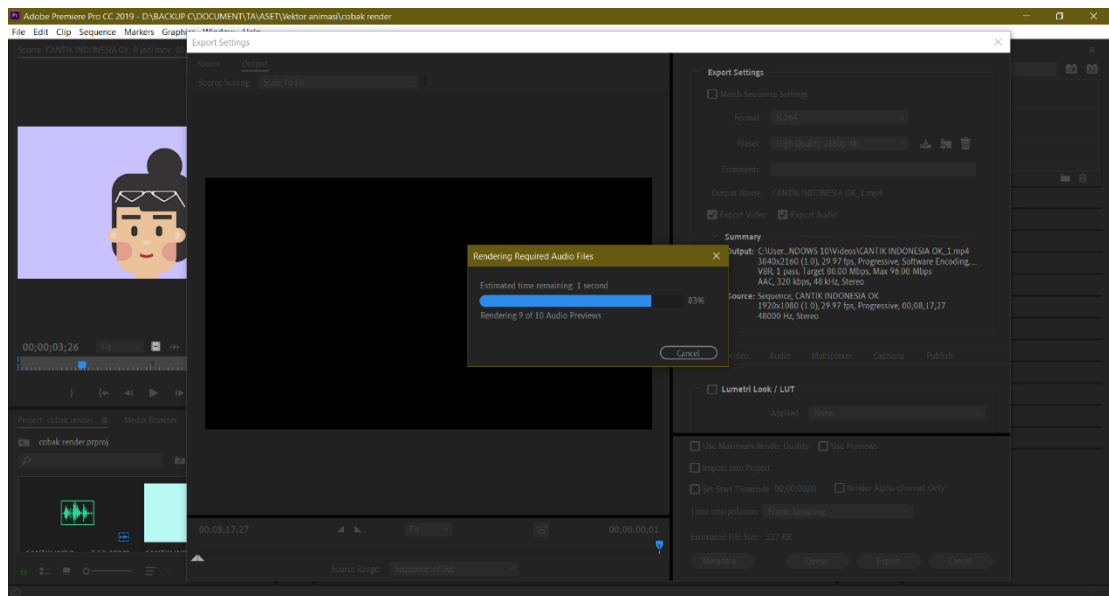 Adobe Premiere Pro CC 2019 - D:\BACKUP C\DOCUMENT\TA\ASET\Vektor animasi\cobak render
File Edit Clip Sequence Markers Graphics Window Help
Source: CANTIK INDONESIA OK: 8 jadi.mov: 00
Export Settings
Source Output
Source Scaling: Scale To Fit
Export Settings
Match Sequence Settings
Format: H.264
Preset: High Quality 2160p 4K
Comments:
Output Name: CANTIK INDONESIA OK_1.mp4
Export Video Export Audio
Summary
Output: C:\User...NDOWS 10\Videos\CANTIK INDONESIA OK_1.mp4
3840x2160 (1.0), 29.97 fps, Progressive, Software Encoding,...
VBR, 1 pass, Target 80.00 Mbps, Max 96.00 Mbps
AAC, 320 kbps, 48 kHz, Stereo
Source: Sequence, CANTIK INDONESIA OK
1920x1080 (1.0), 29.97 fps, Progressive, 00;08;17;27
48000 Hz, Stereo
Rendering Required Audio Files
Estimated time remaining: 1 second
83%
Rendering 9 of 10 Audio Previews
Cancel
00;00;03;26 Fit
Video Audio Multiplexer Captions Publish
Lumetri Look / LUT
Applied None
Project: cobak render Media Browser
cobak render.prproj
Use Maximum Render Quality Use Previews
Import Into Project
Set Start Timecode 00;00;00;00 Render Alpha Channel Only
Time Interpolation: Frame Sampling
Estimated File Size: 327 KB
Metadata... Queue Export Cancel
00;08;17;27 Fit 00;00;00;01
Source Range: Sequence In/Out